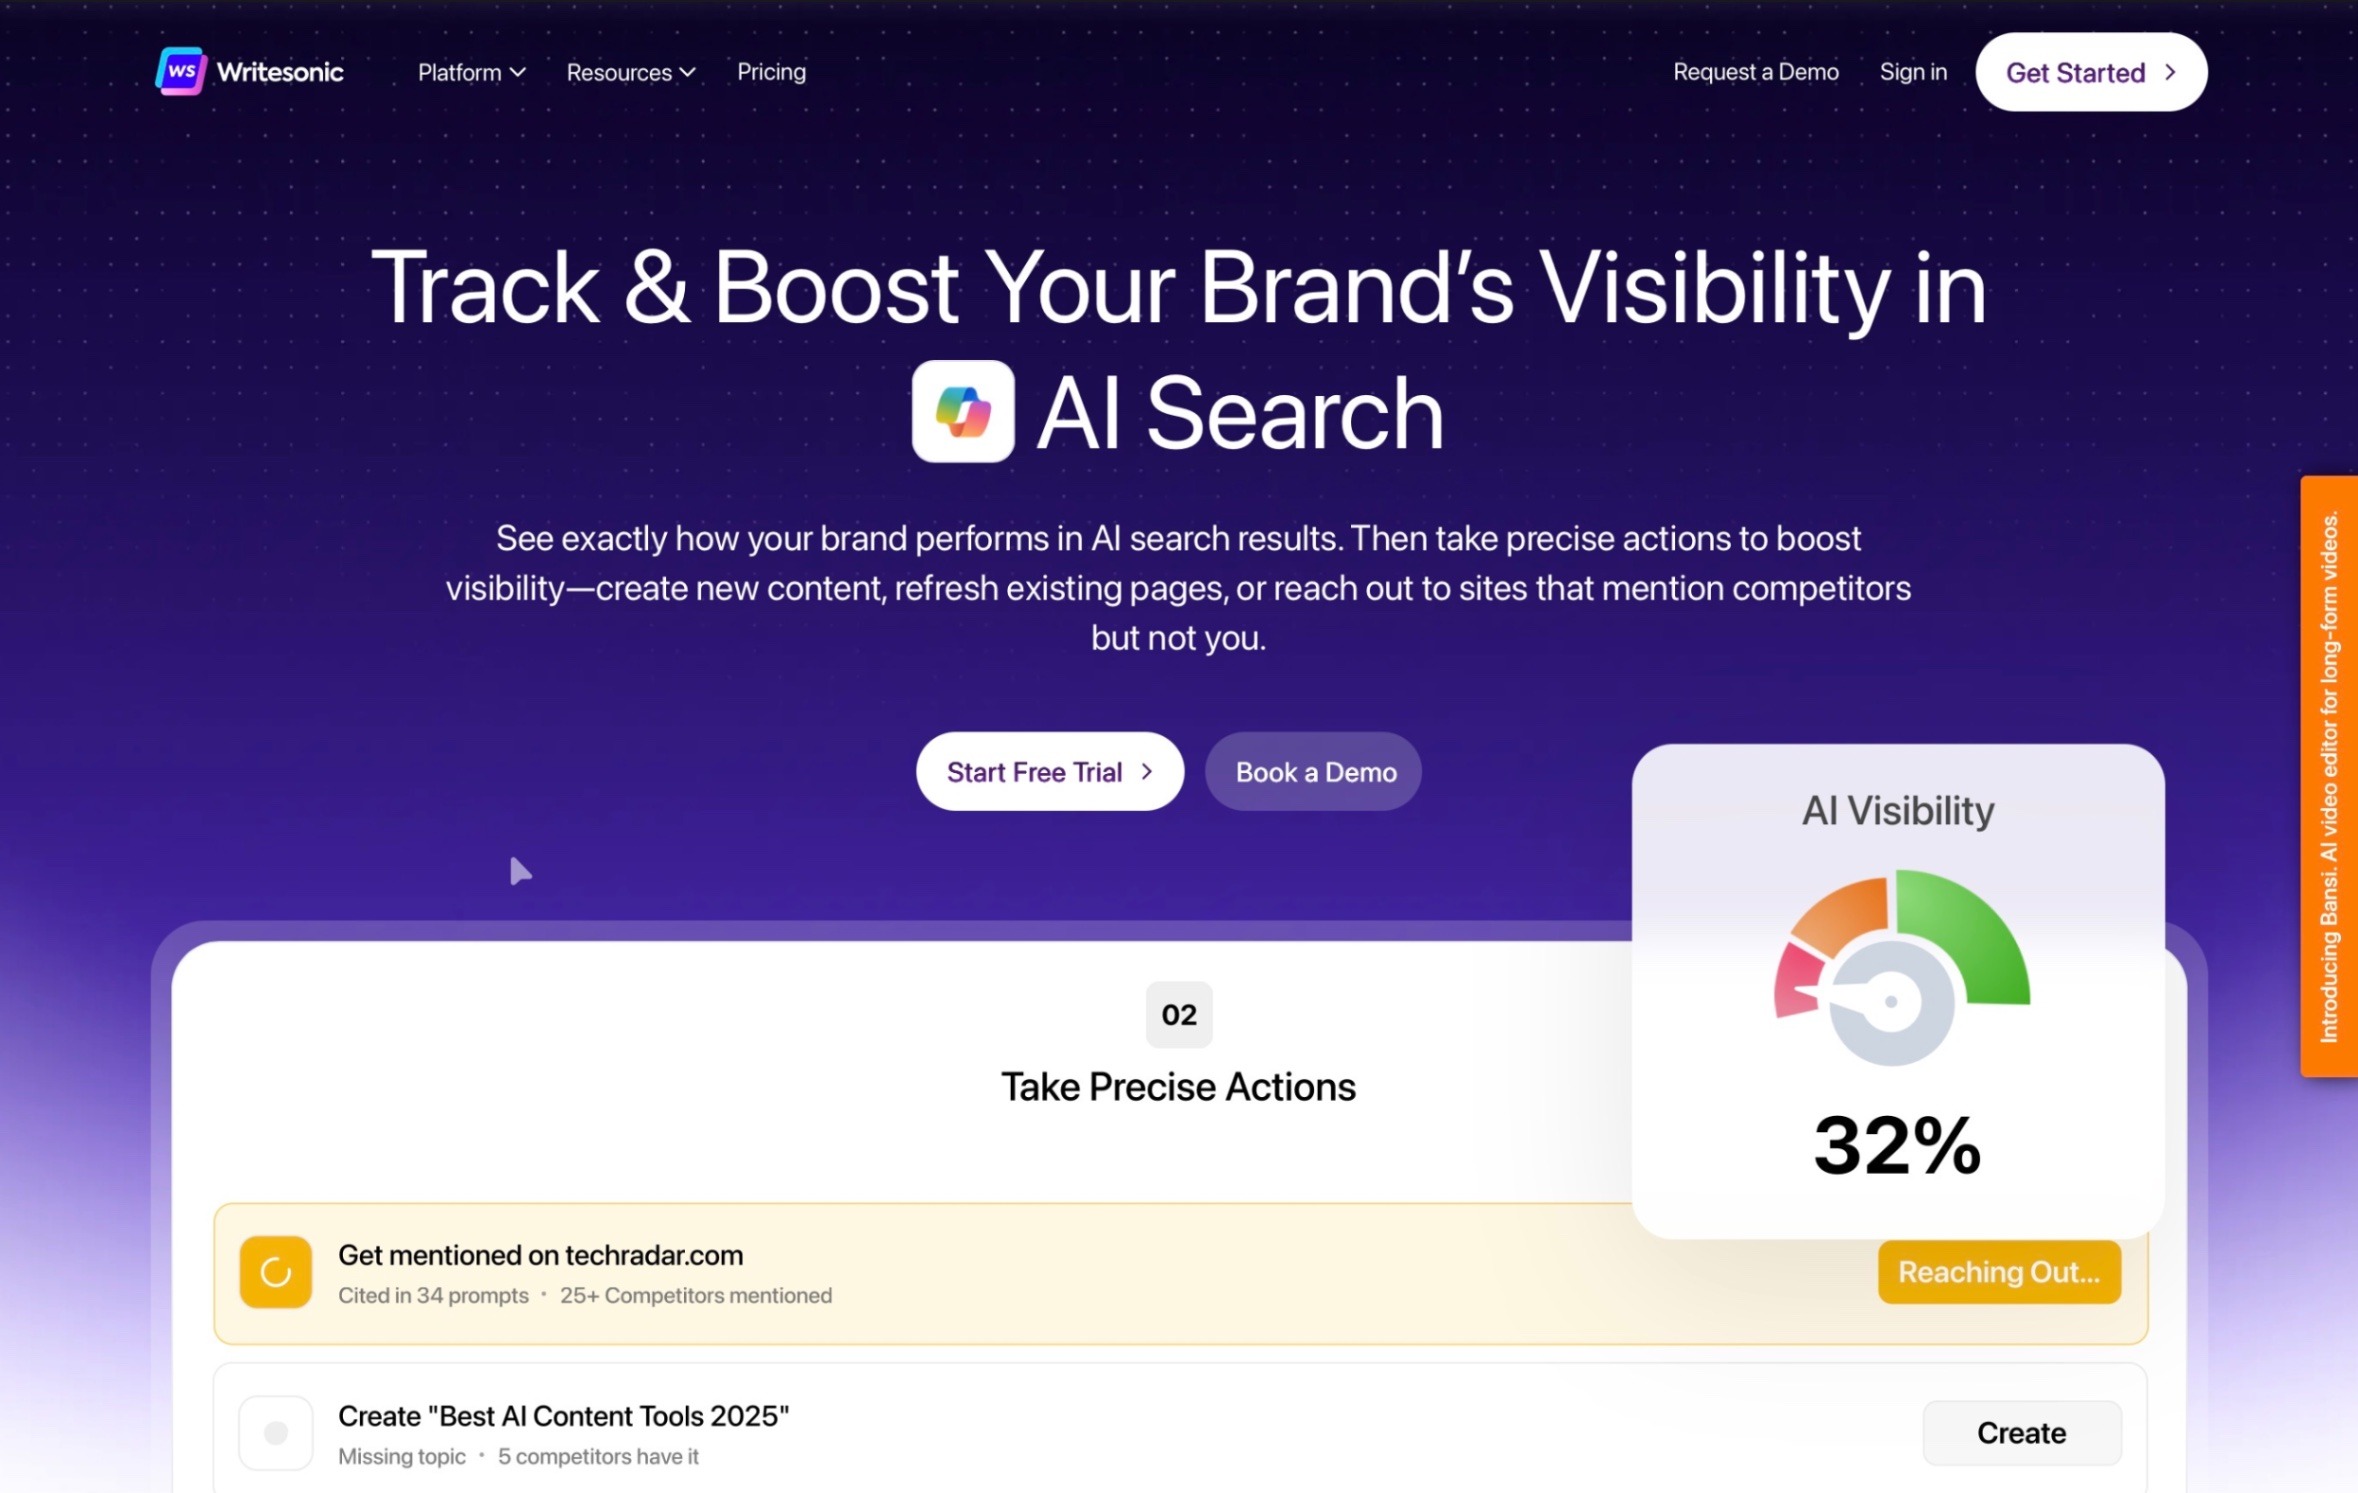 WS Writesonic
Platform
Resources
Pricing
Request a Demo
Sign in
Get Started
Track & Boost Your Brand’s Visibility in
AI Search
See exactly how your brand performs in AI search results. Then take precise actions to boost
visibility—create new content, refresh existing pages, or reach out to sites that mention competitors
but not you.
Start Free Trial
Book a Demo
Introducing Bansi. AI video editor for long-form videos.
AI Visibility
32%
02
Take Precise Actions
Get mentioned on techradar.com
Cited in 34 prompts • 25+ Competitors mentioned
Reaching Out...
Create "Best AI Content Tools 2025"
Missing topic • 5 competitors have it
Create